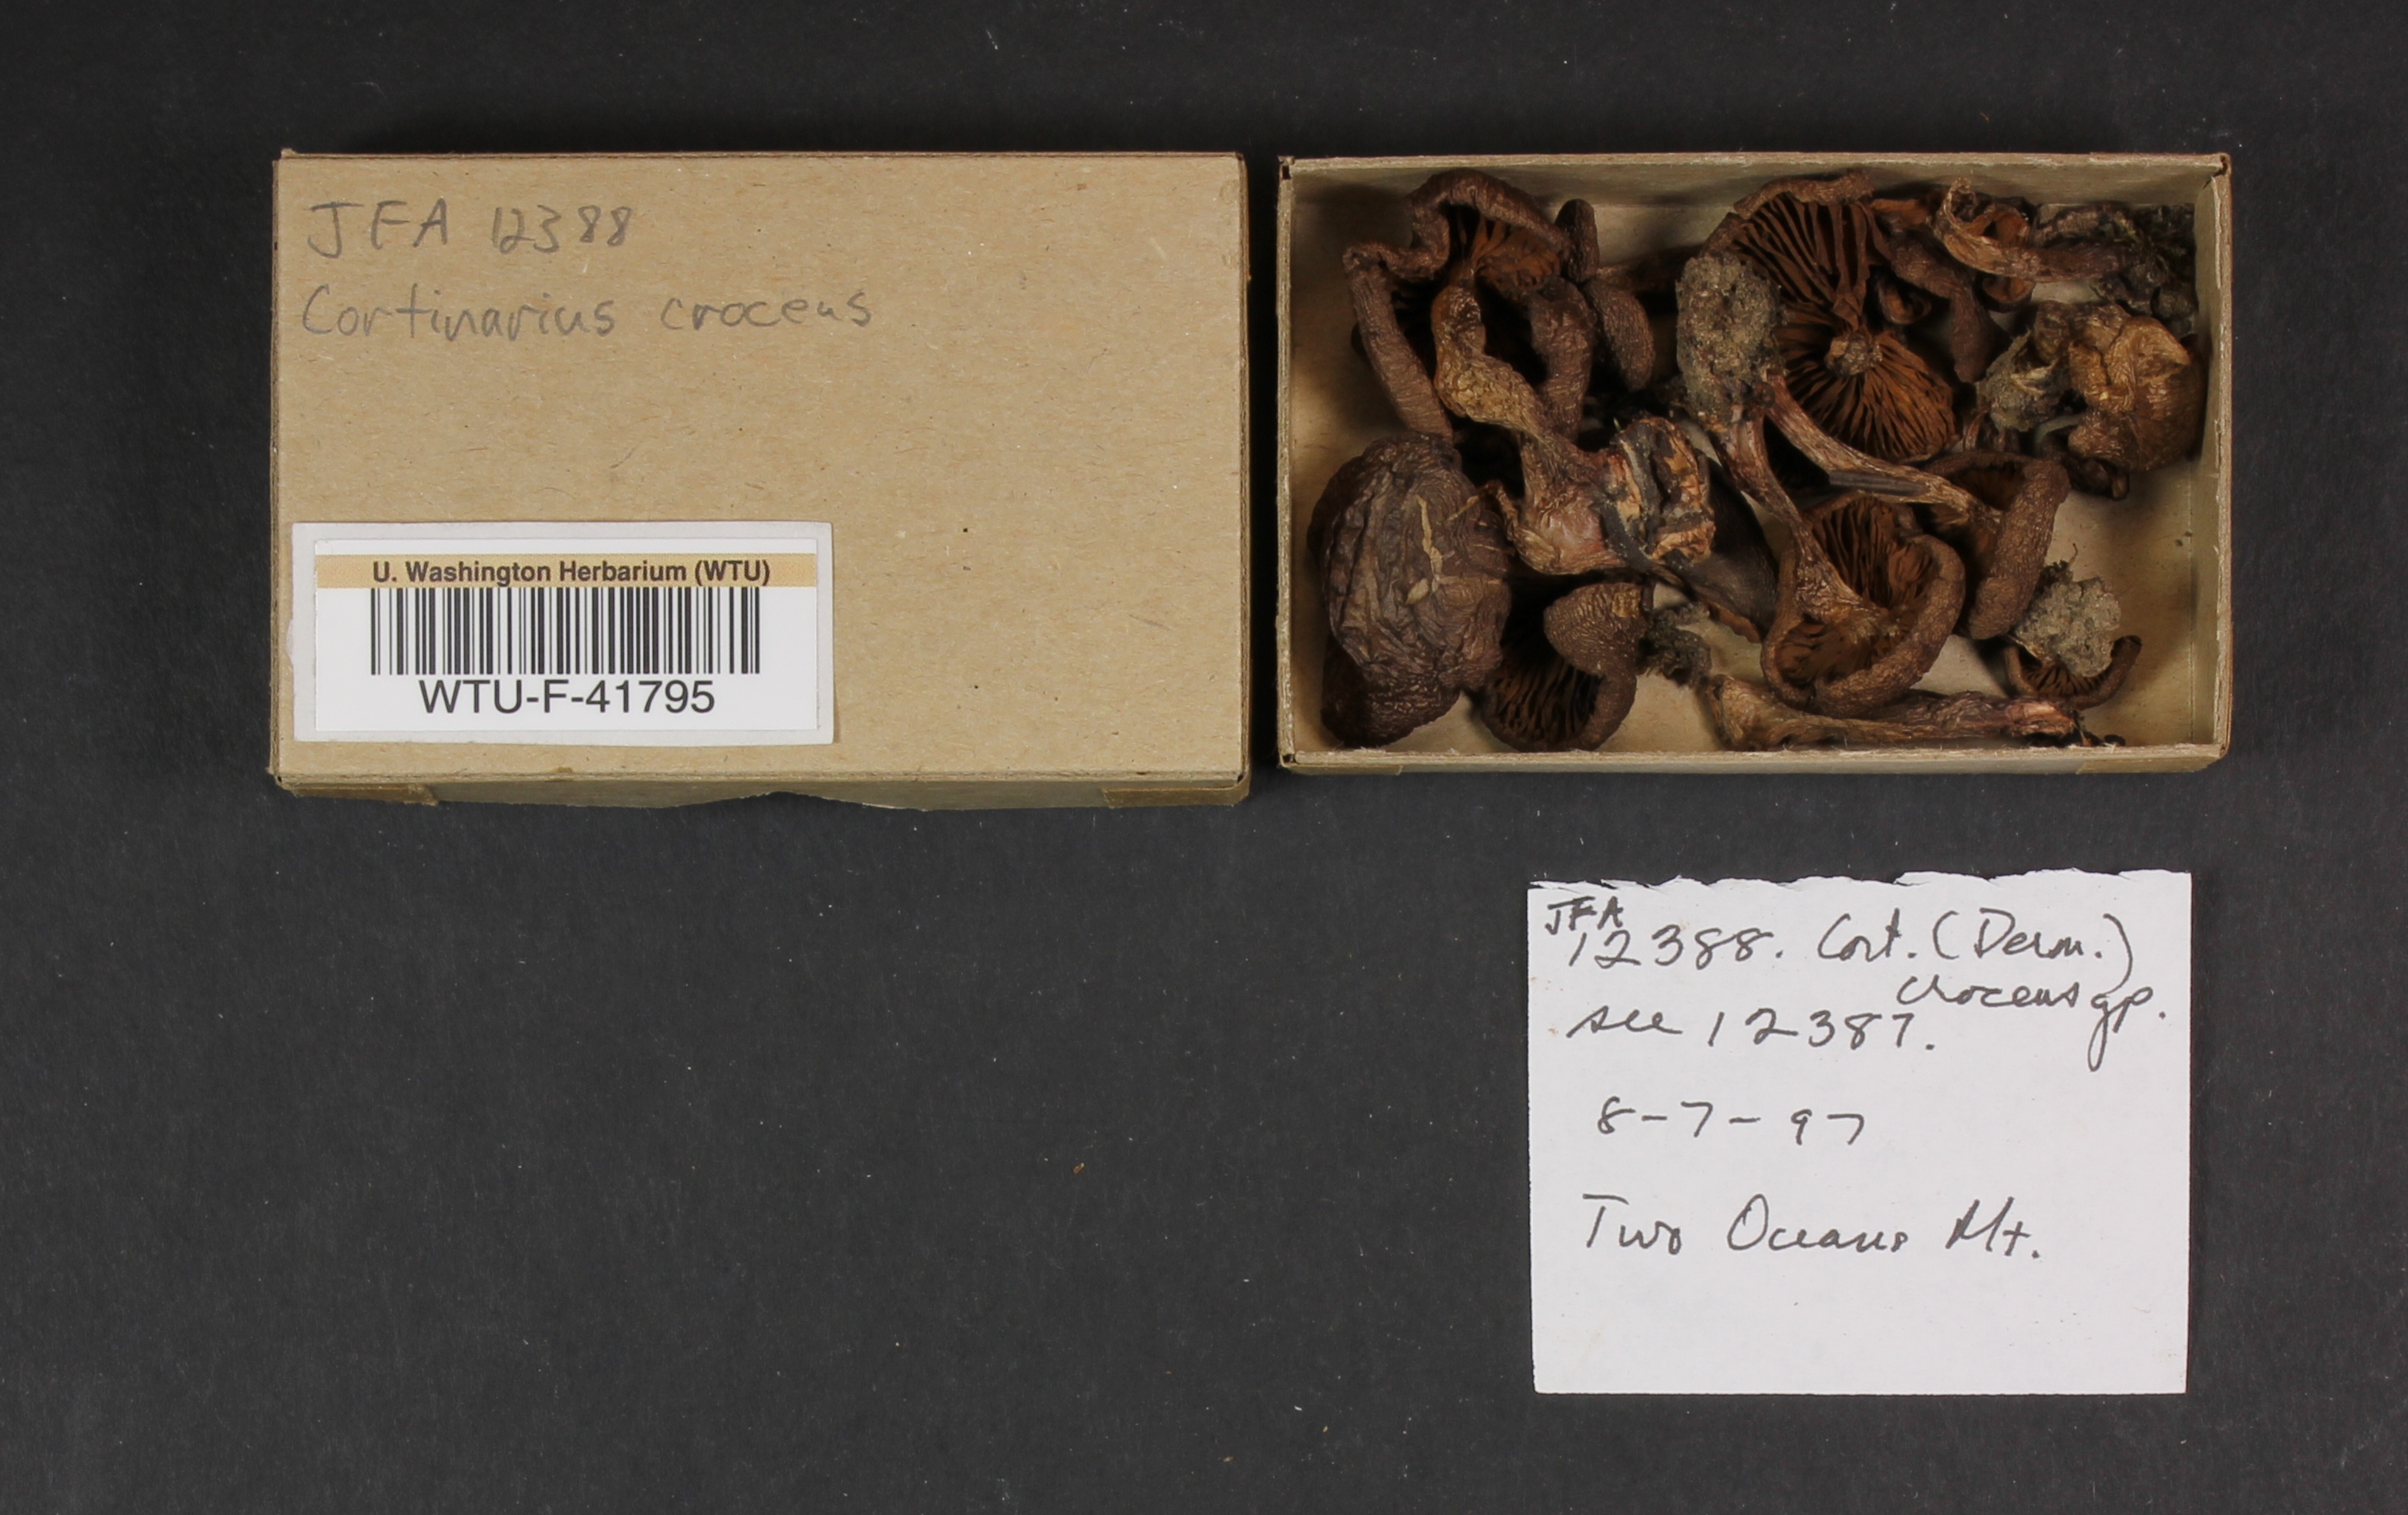 JFA 12388
Cortinarius croceus
U. Washington Herbarium (WTU)
WTU-F-41795
JFA
12388. Cort. (Derm.)
croceus gp.
see 12387.
8-7-97
Two Oceans Mt.